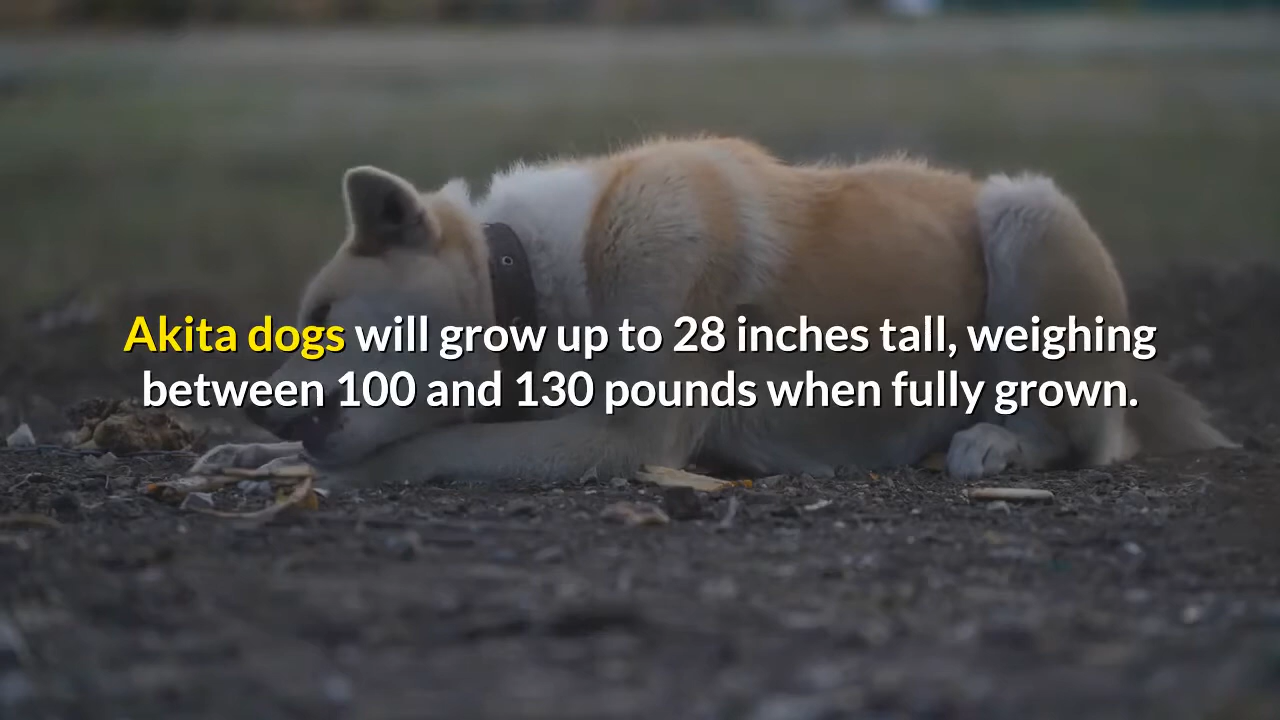 Akita dogs will grow up to 28 inches tall, weighing
between 100 and 130 pounds when fully grown.